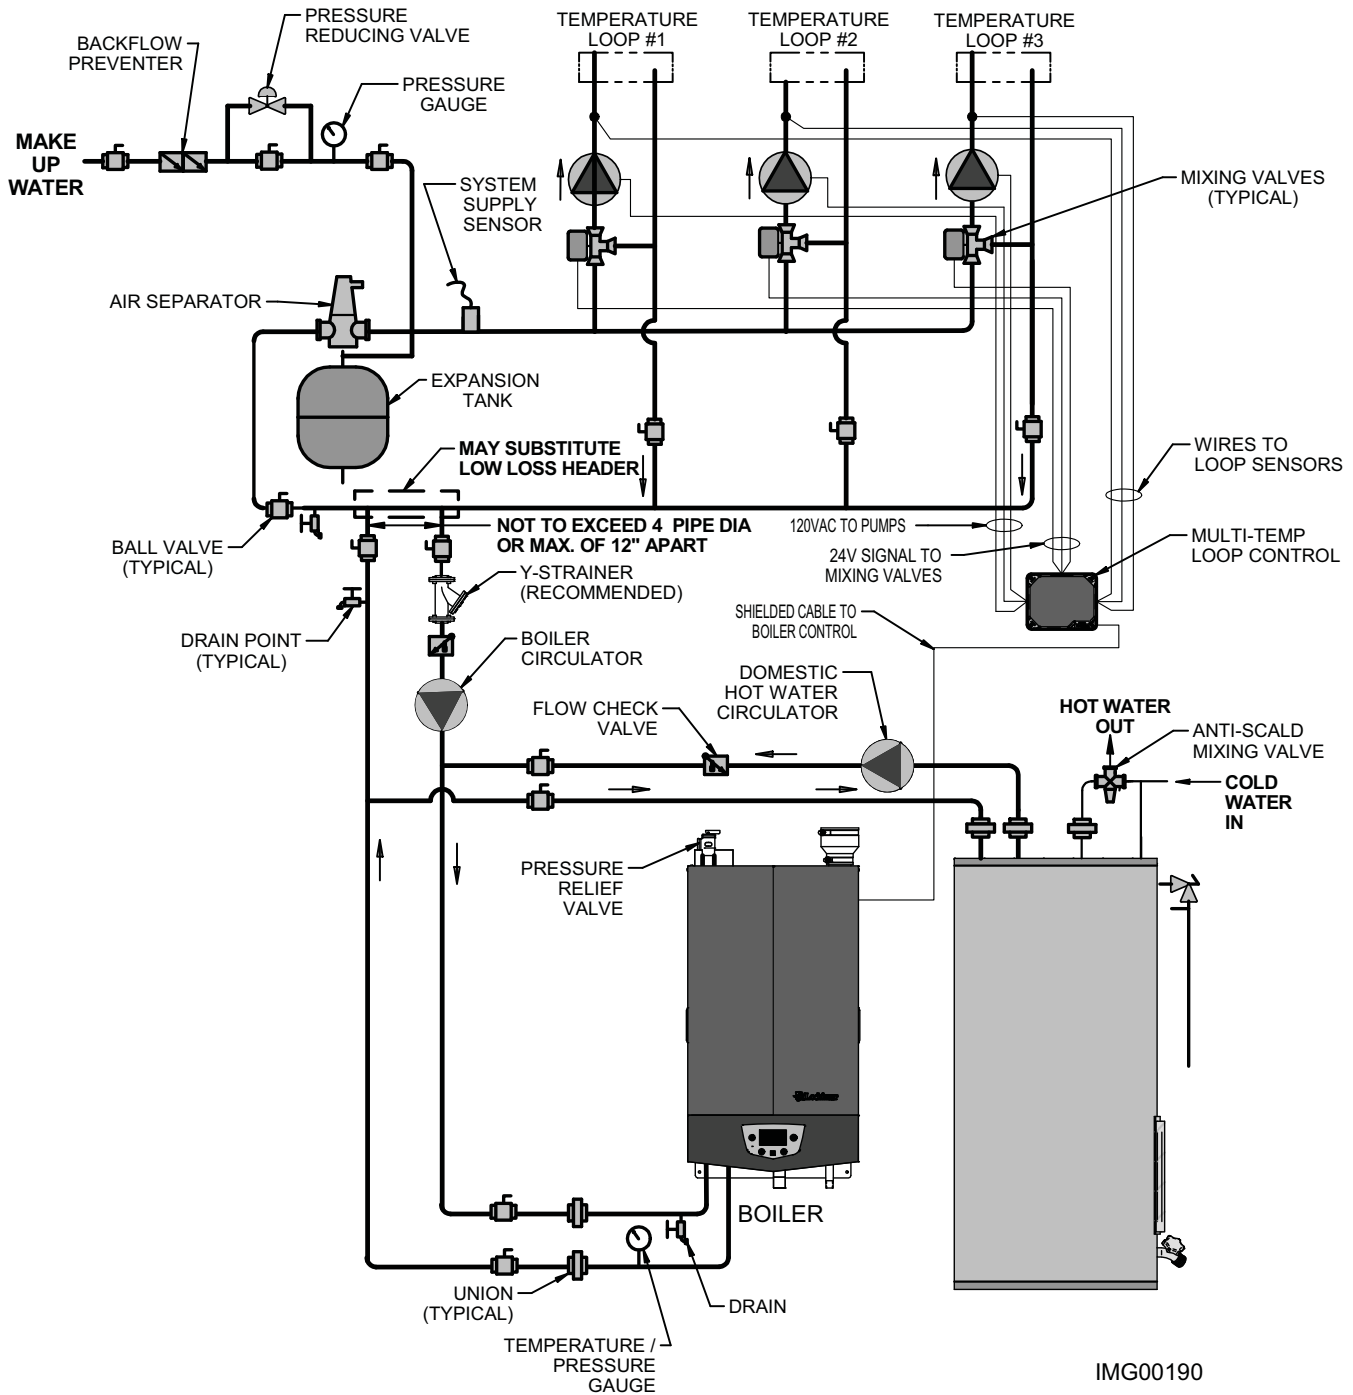 PRESSURE
REDUCING VALVE
BACKFLOW
PREVENTER
PRESSURE
GAUGE
MAKE
UP
WATER
TEMPERATURE
LOOP #1
TEMPERATURE
LOOP #2
TEMPERATURE
LOOP #3
SYSTEM
SUPPLY
SENSOR
MIXING VALVES
(TYPICAL)
AIR SEPARATOR
EXPANSION
TANK
MAY SUBSTITUTE
LOW LOSS HEADER
WIRES TO
LOOP SENSORS
NOT TO EXCEED 4 PIPE DIA
OR MAX. OF 12" APART
120VAC TO PUMPS
24V SIGNAL TO
MIXING VALVES
MULTI-TEMP
LOOP CONTROL
BALL VALVE
(TYPICAL)
Y-STRAINER
(RECOMMENDED)
DRAIN POINT
(TYPICAL)
BOILER
CIRCULATOR
SHIELDED CABLE TO
BOILER CONTROL
DOMESTIC
HOT WATER
CIRCULATOR
FLOW CHECK
VALVE
HOT WATER
OUT
ANTI-SCALD
MIXING VALVE
COLD
WATER
IN
PRESSURE
RELIEF
VALVE
Lochinvar
BOILER
UNION
(TYPICAL)
DRAIN
TEMPERATURE /
PRESSURE
GAUGE
IMG00190